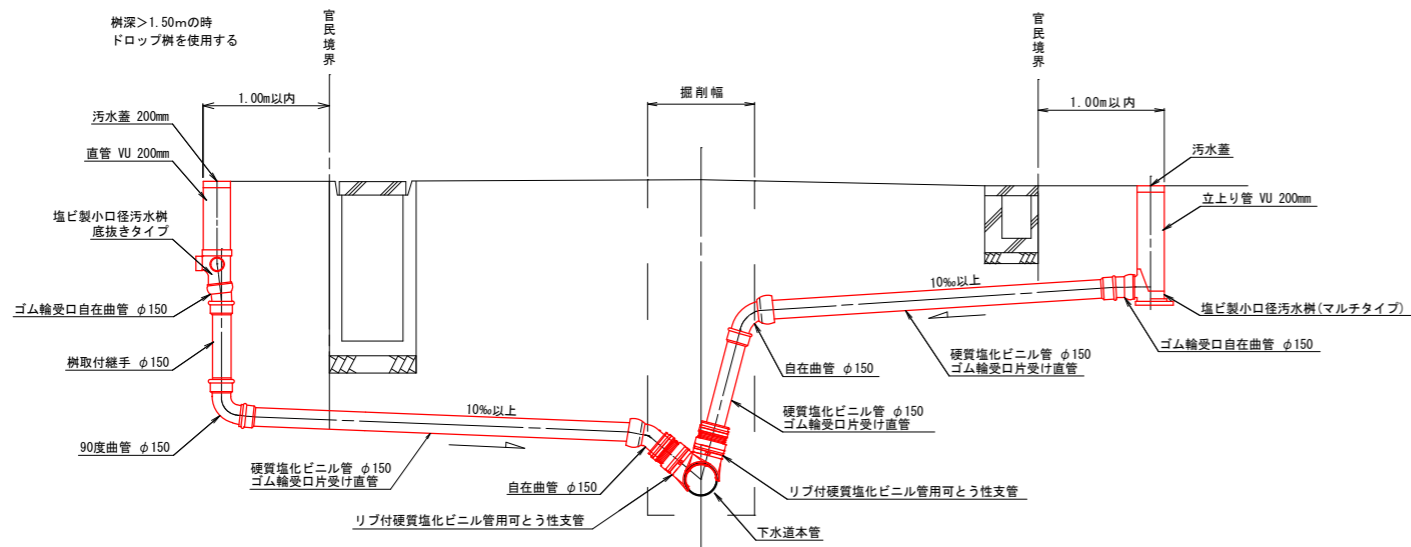 桝深>1.50mの時
ドロップ桝を使用する
官民境界
官民境界
1.00m以内
掘削幅
1.00m以内
汚水蓋 200mm
直管 VU 200mm
塩ビ製小口径汚水桝
底抜きタイプ
ゴム輪受口自在曲管 φ150
桝取付継手 φ150
90度曲管 φ150
10‰以上
硬質塩化ビニル管 φ150
ゴム輪受口片受け直管
自在曲管 φ150
リブ付硬質塩化ビニル管用可とう性支管
下水道本管
リブ付硬質塩化ビニル管用可とう性支管
硬質塩化ビニル管 φ150
ゴム輪受口片受け直管
自在曲管 φ150
10‰以上
硬質塩化ビニル管 φ150
ゴム輪受口片受け直管
汚水蓋
立上り管 VU 200mm
塩ビ製小口径汚水桝(マルチタイプ)
ゴム輪受口自在曲管 φ150